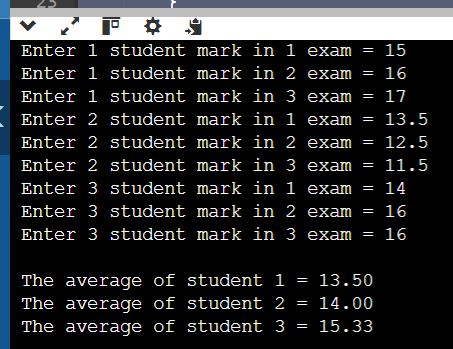 23 }
Enter 1 student mark in 1 exam = 15
Enter 1 student mark in 2 exam = 16
Enter 1 student mark in 3 exam = 17
Enter 2 student mark in 1 exam = 13.5
Enter 2 student mark in 2 exam = 12.5
Enter 2 student mark in 3 exam = 11.5
Enter 3 student mark in 1 exam = 14
Enter 3 student mark in 2 exam = 16
Enter 3 student mark in 3 exam = 16
The average of student 1 = 13.50
The average of student 2 = 14.00
The average of student 3 = 15.33